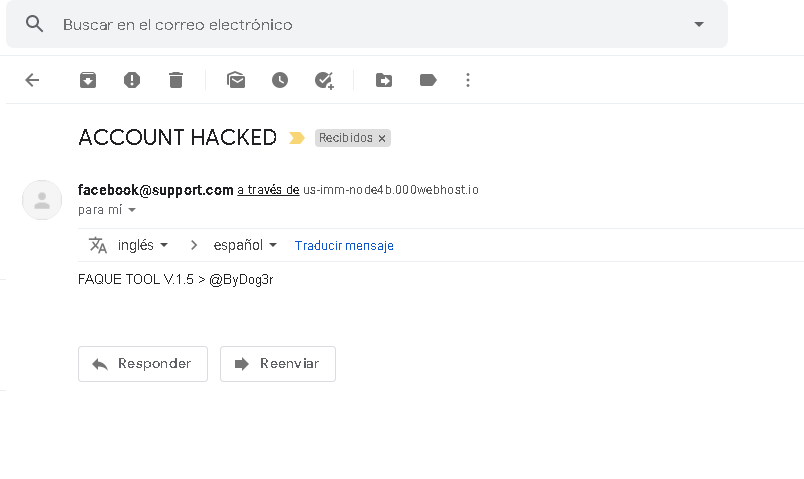 Buscar en el correo electrónico
ACCOUNT HACKED Recibidos x
facebook@support.com a través de us-imm-node4b.000webhost.io
para mí
inglés > español Traducir mensaje
FAQUE TOOL V.1.5 > @ByDog3r
Responder Reenviar